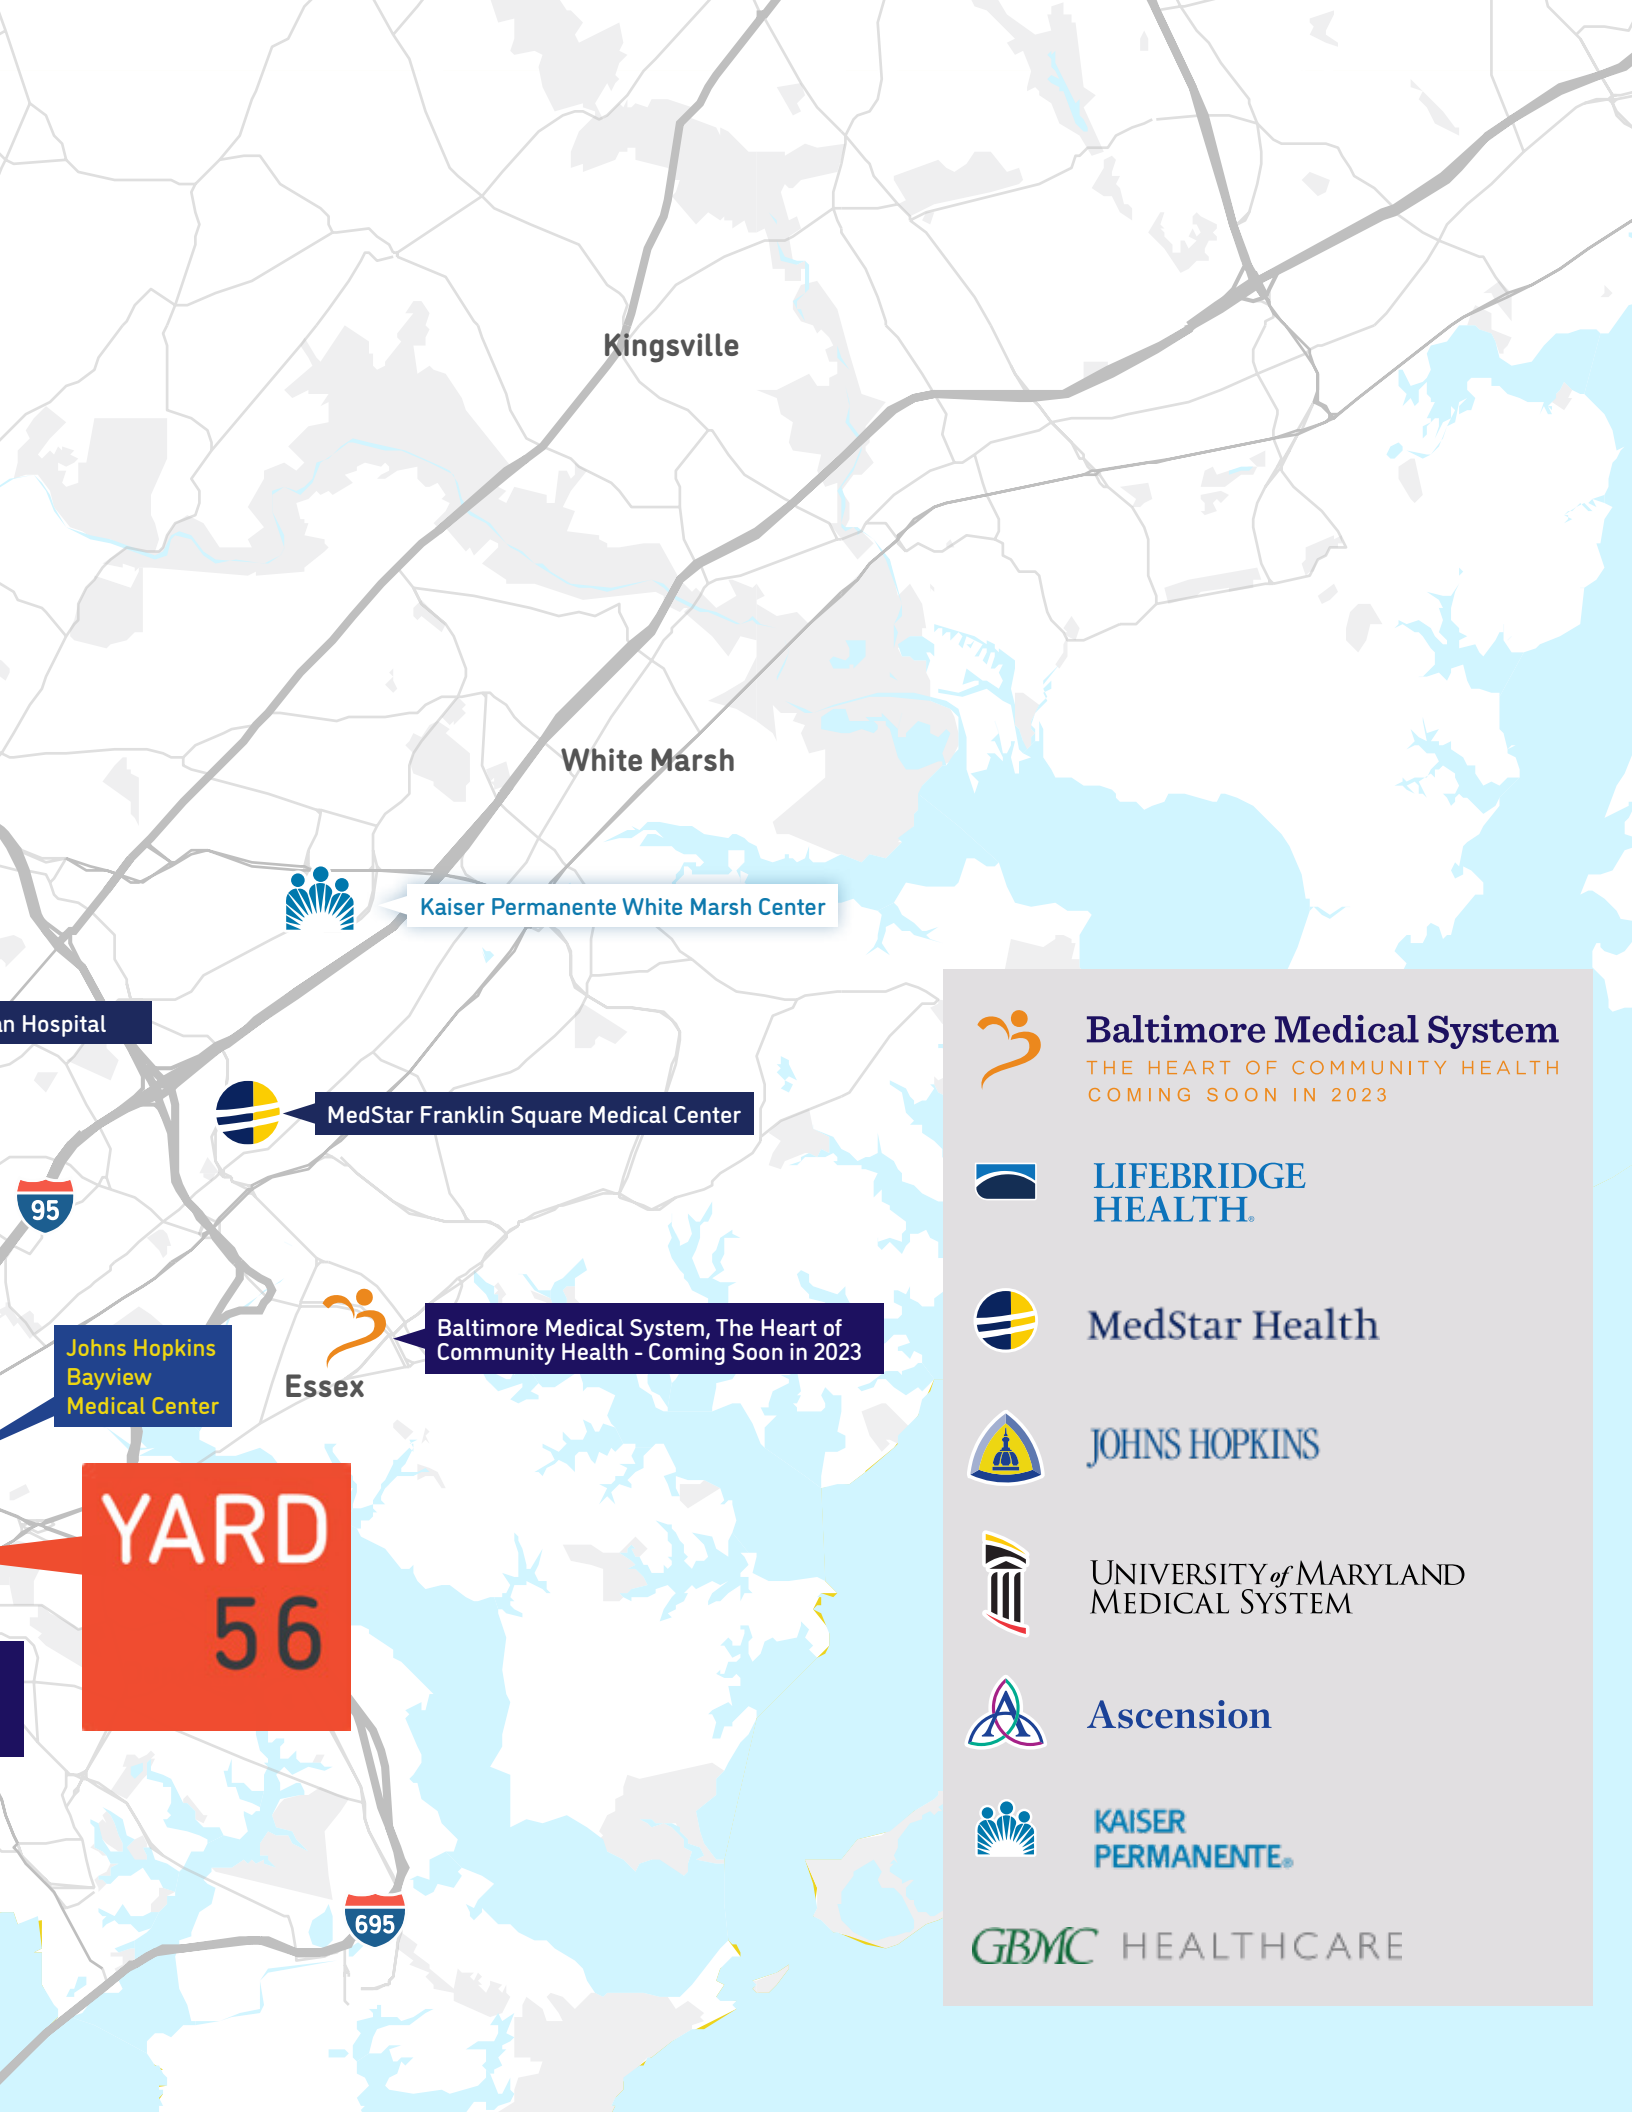 Kingsville
White Marsh
Kaiser Permanente White Marsh Center
Hospital
MedStar Franklin Square Medical Center
95
Baltimore Medical System, The Heart of
Community Health - Coming Soon in 2023
Johns Hopkins
Bayview
Medical Center
Essex
YARD
56
695
Baltimore Medical System
THE HEART OF COMMUNITY HEALTH
COMING SOON IN 2023
LIFEBRIDGE
HEALTH®
MedStar Health
JOHNS HOPKINS
UNIVERSITY of MARYLAND
MEDICAL SYSTEM
Ascension
KAISER
PERMANENTE®
GBMC HEALTHCARE